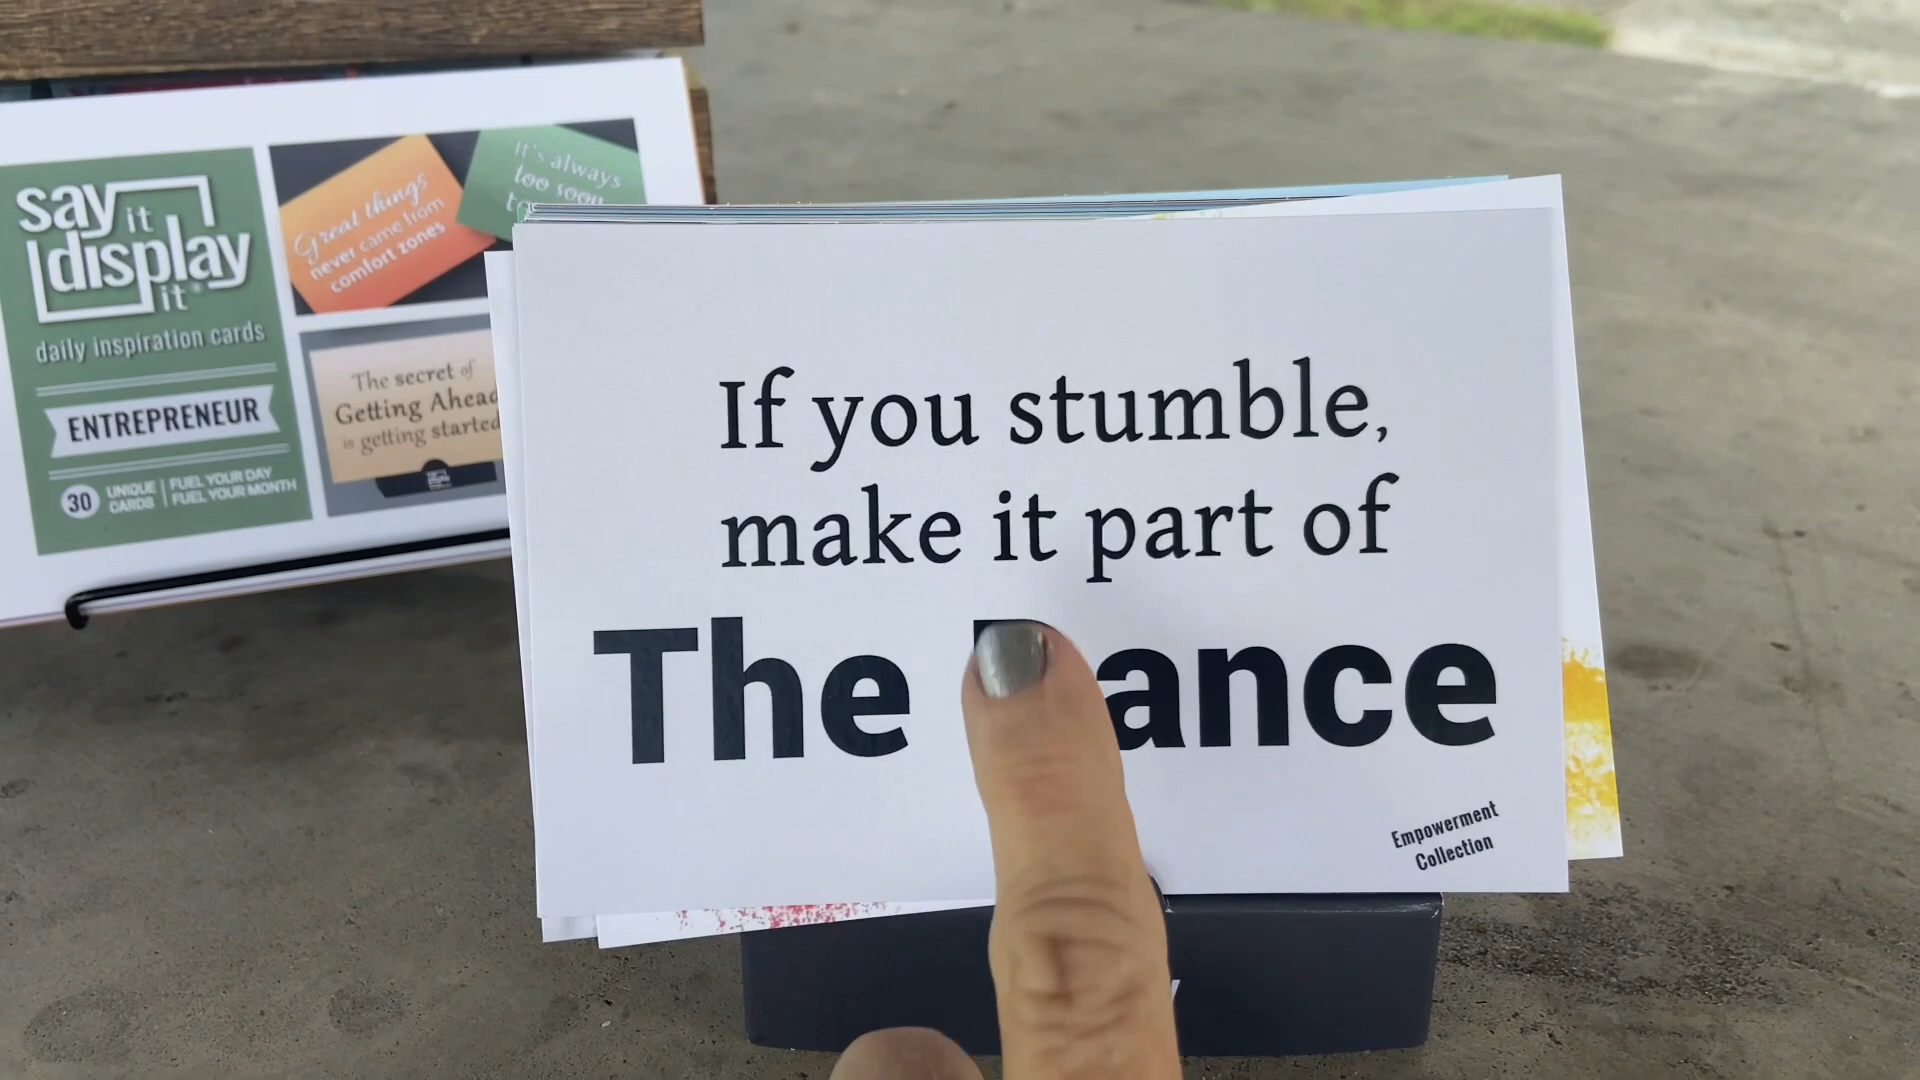 say it
display
it®
daily inspiration cards
ENTREPRENEUR
30 UNIQUE CARDS
FUEL YOUR DAY
FUEL YOUR MONTH
Great things
never came from
comfort zones
It's always
too soon
The secret of
Getting Ahead
is getting started
If you stumble,
make it part of
The Dance
Empowerment
Collection